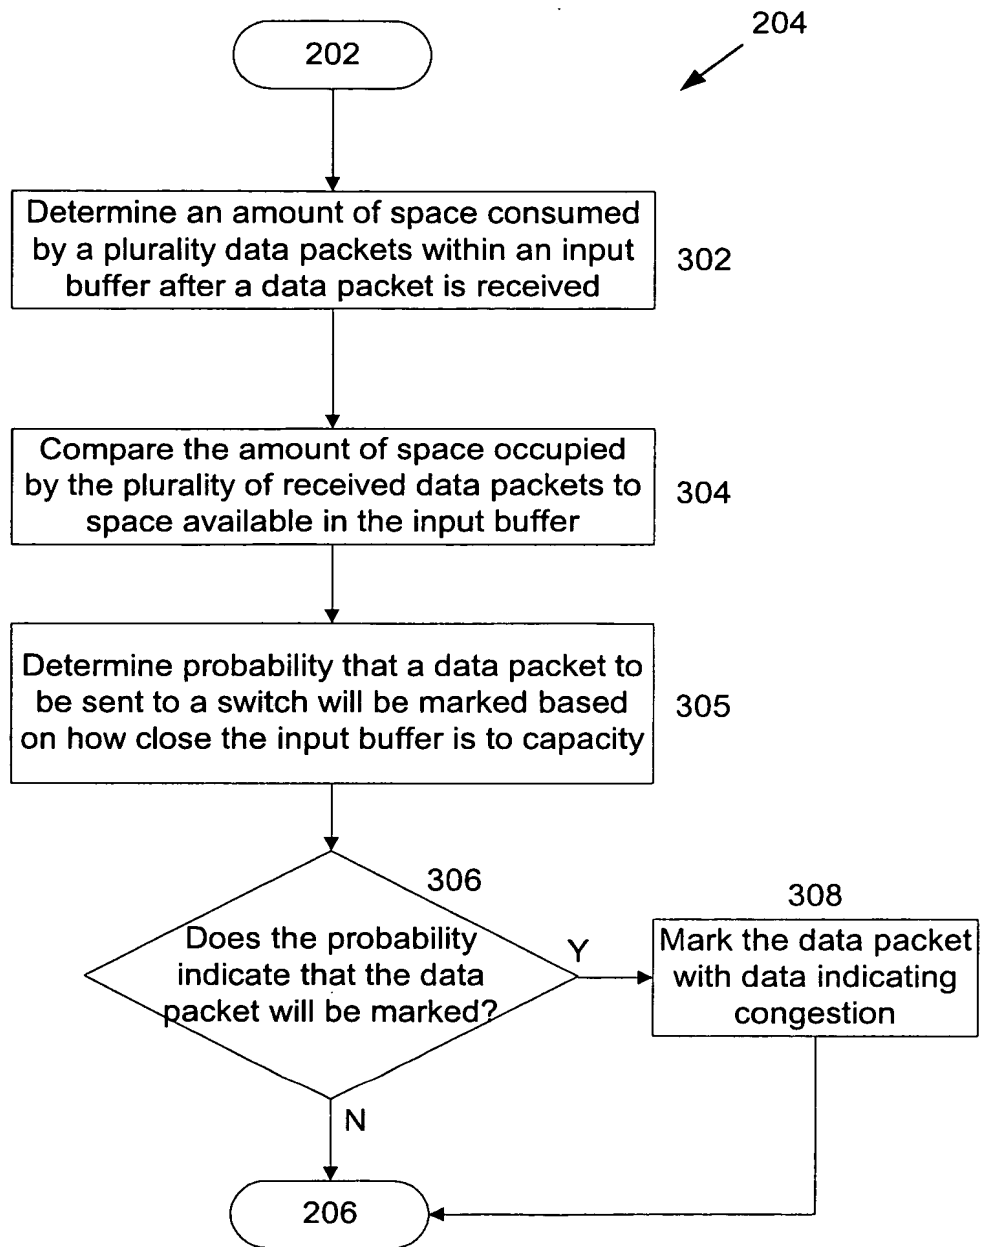 204
202
Determine an amount of space consumed
by a plurality data packets within an input
buffer after a data packet is received
302
Compare the amount of space occupied
by the plurality of received data packets to
space available in the input buffer
304
Determine probability that a data packet to
be sent to a switch will be marked based
on how close the input buffer is to capacity
305
306
Does the probability
indicate that the data
packet will be marked?
Y
308
Mark the data packet
with data indicating
congestion
N
206